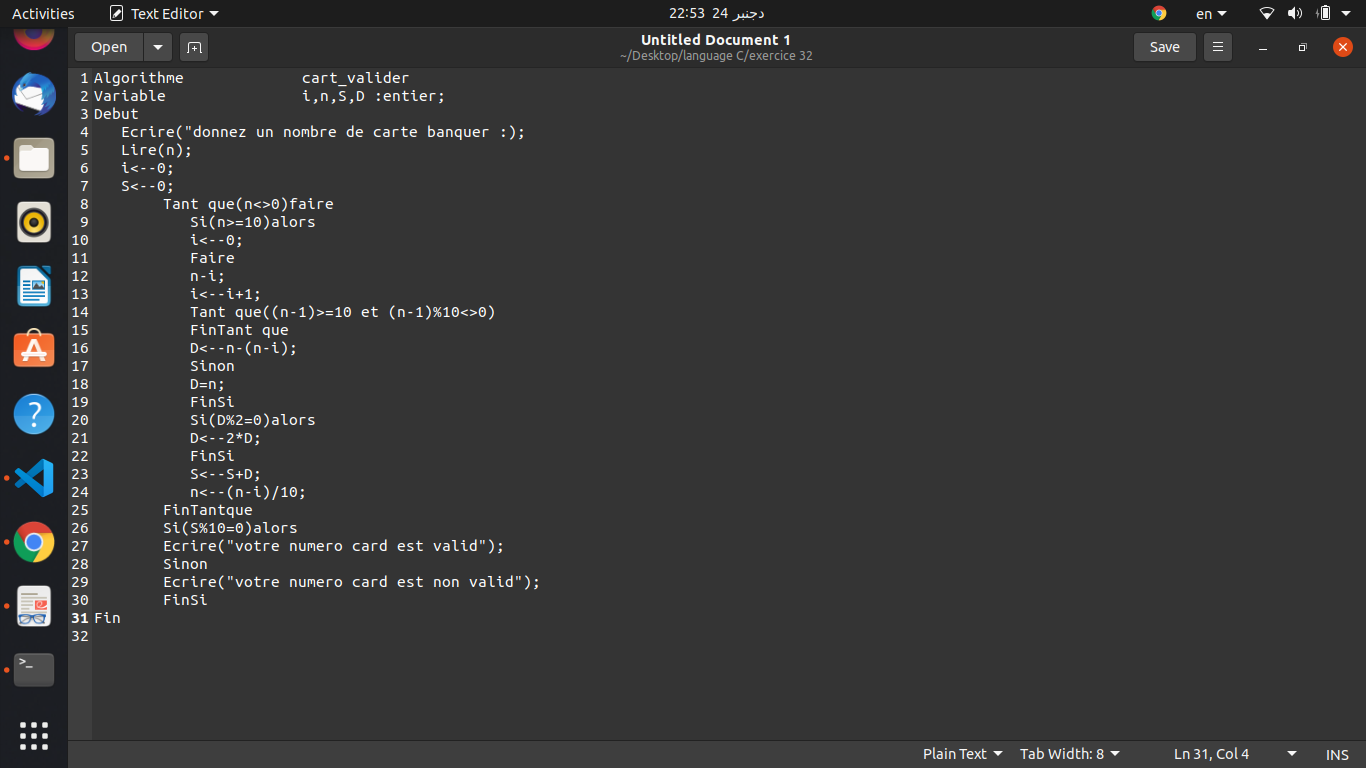 Activities Text Editor 22:53 24 دجنبر en
Open Untitled Document 1 Save
~/Desktop/language C/exercice 32
1 Algorithme cart_valider
2 Variable i,n,S,D :entier;
3 Debut
4 Ecrire("donnez un nombre de carte banquer :);
5 Lire(n);
6 i<--0;
7 S<--0;
8 Tant que(n<>0)faire
9 Si(n>=10)alors
10 i<--0;
11 Faire
12 n-i;
13 i<--i+1;
14 Tant que((n-1)>=10 et (n-1)%10<>0)
15 FinTant que
16 D<--n-(n-i);
17 Sinon
18 D=n;
19 FinSi
20 Si(D%2=0)alors
21 D<--2*D;
22 FinSi
23 S<--S+D;
24 n<--(n-i)/10;
25 FinTantque
26 Si(S%10=0)alors
27 Ecrire("votre numero card est valid");
28 Sinon
29 Ecrire("votre numero card est non valid");
30 FinSi
31 Fin
32
Plain Text Tab Width: 8 Ln 31, Col 4 INS